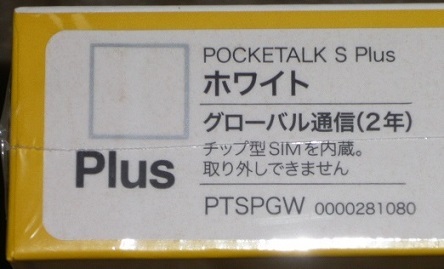 POCKETALK S Plus
ホワイト
グローバル通信(2年)
チップ型SIMを内蔵。
取り外しできません
Plus
PTSPGW 0000281080